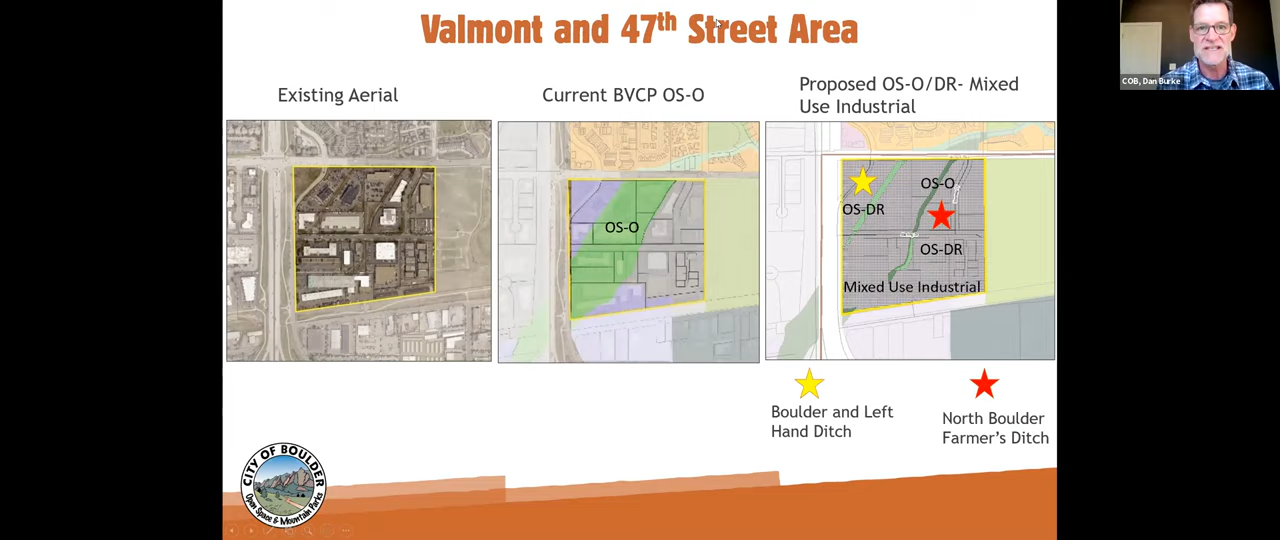 Valmont and 47th Street Area
COB, Dan Burke
Existing Aerial
Current BVCP OS-O
Proposed OS-O/DR- Mixed
Use Industrial
OS-O
OS-O
OS-DR
OS-DR
Mixed Use Industrial
Boulder and Left
Hand Ditch
North Boulder
Farmer's Ditch
CITY OF BOULDER
Open Space & Mountain Parks